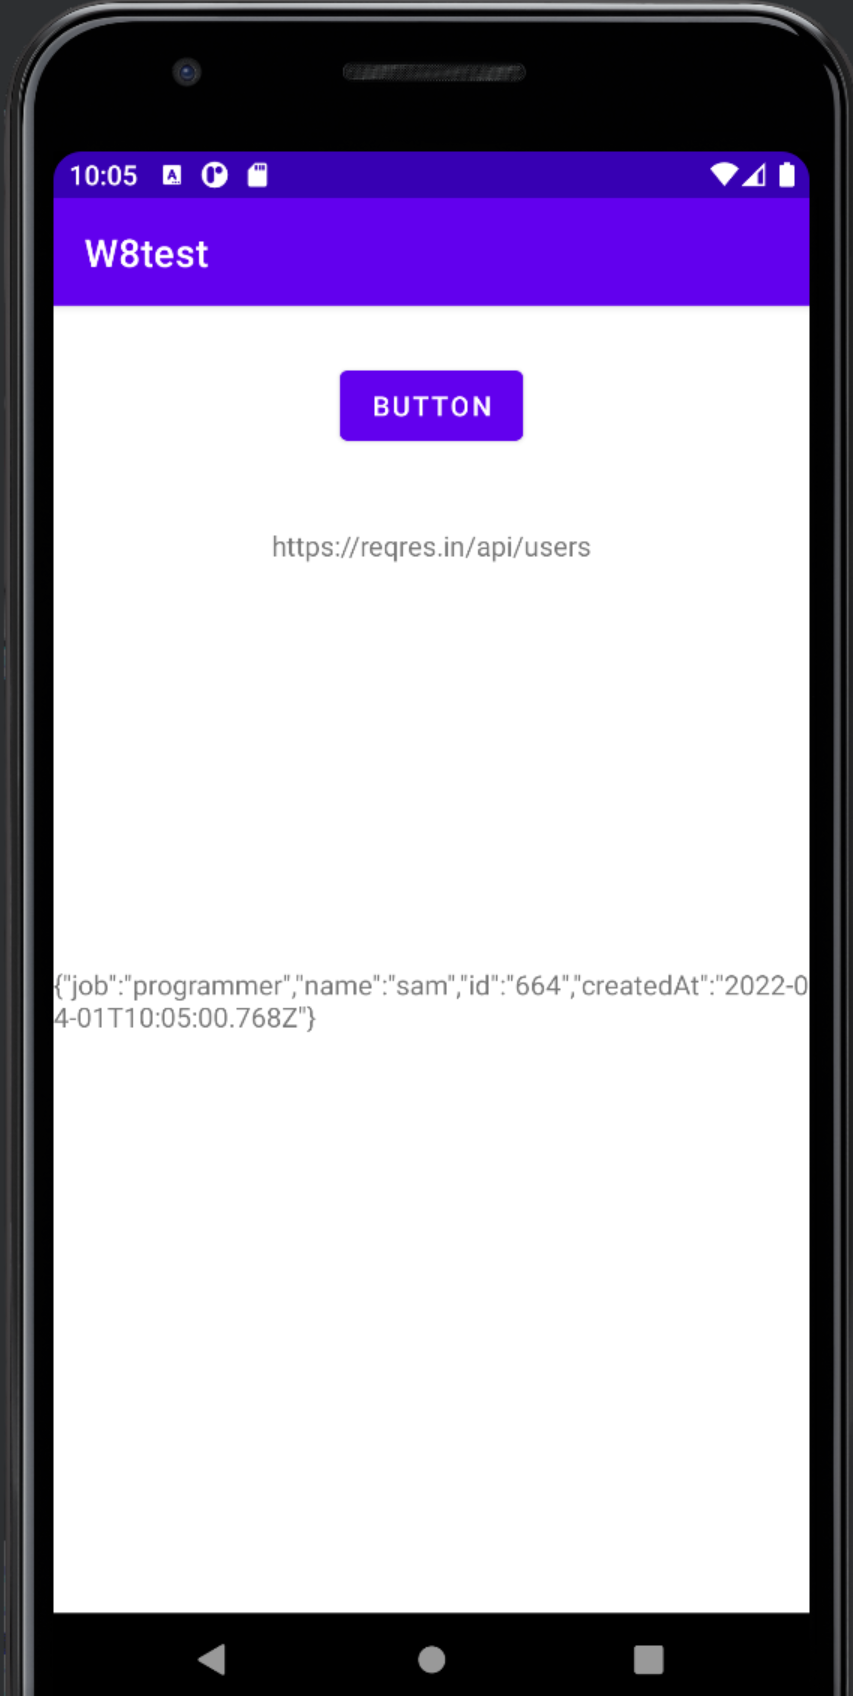 10:05
W8test
BUTTON
https://reqres.in/api/users
{"job":"programmer","name":"sam","id":"664","createdAt":"2022-0
4-01T10:05:00.768Z"}